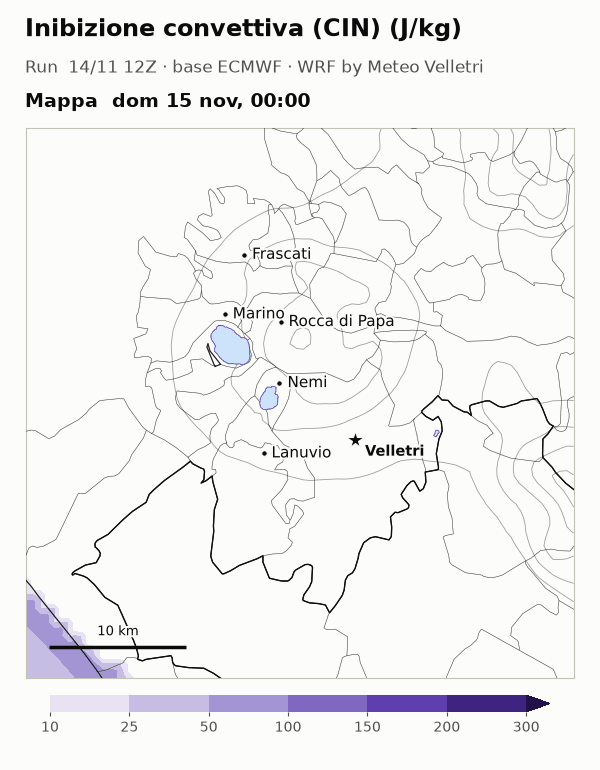 Inibizione convettiva (CIN) (J/kg)
Run  14/11 12Z · base ECMWF · WRF by Meteo Velletri
Mappa  dom 15 nov, 00:00
Frascati
Marino
Rocca di Papa
Nemi
Velletri
Lanuvio
10 km
10 25 50 100 150 200 300